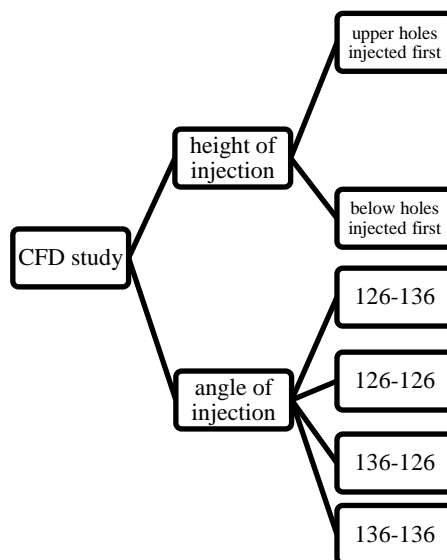 CFD study
height of
injection
upper holes
injected first
below holes
injected first
angle of
injection
126-136
126-126
136-126
136-136